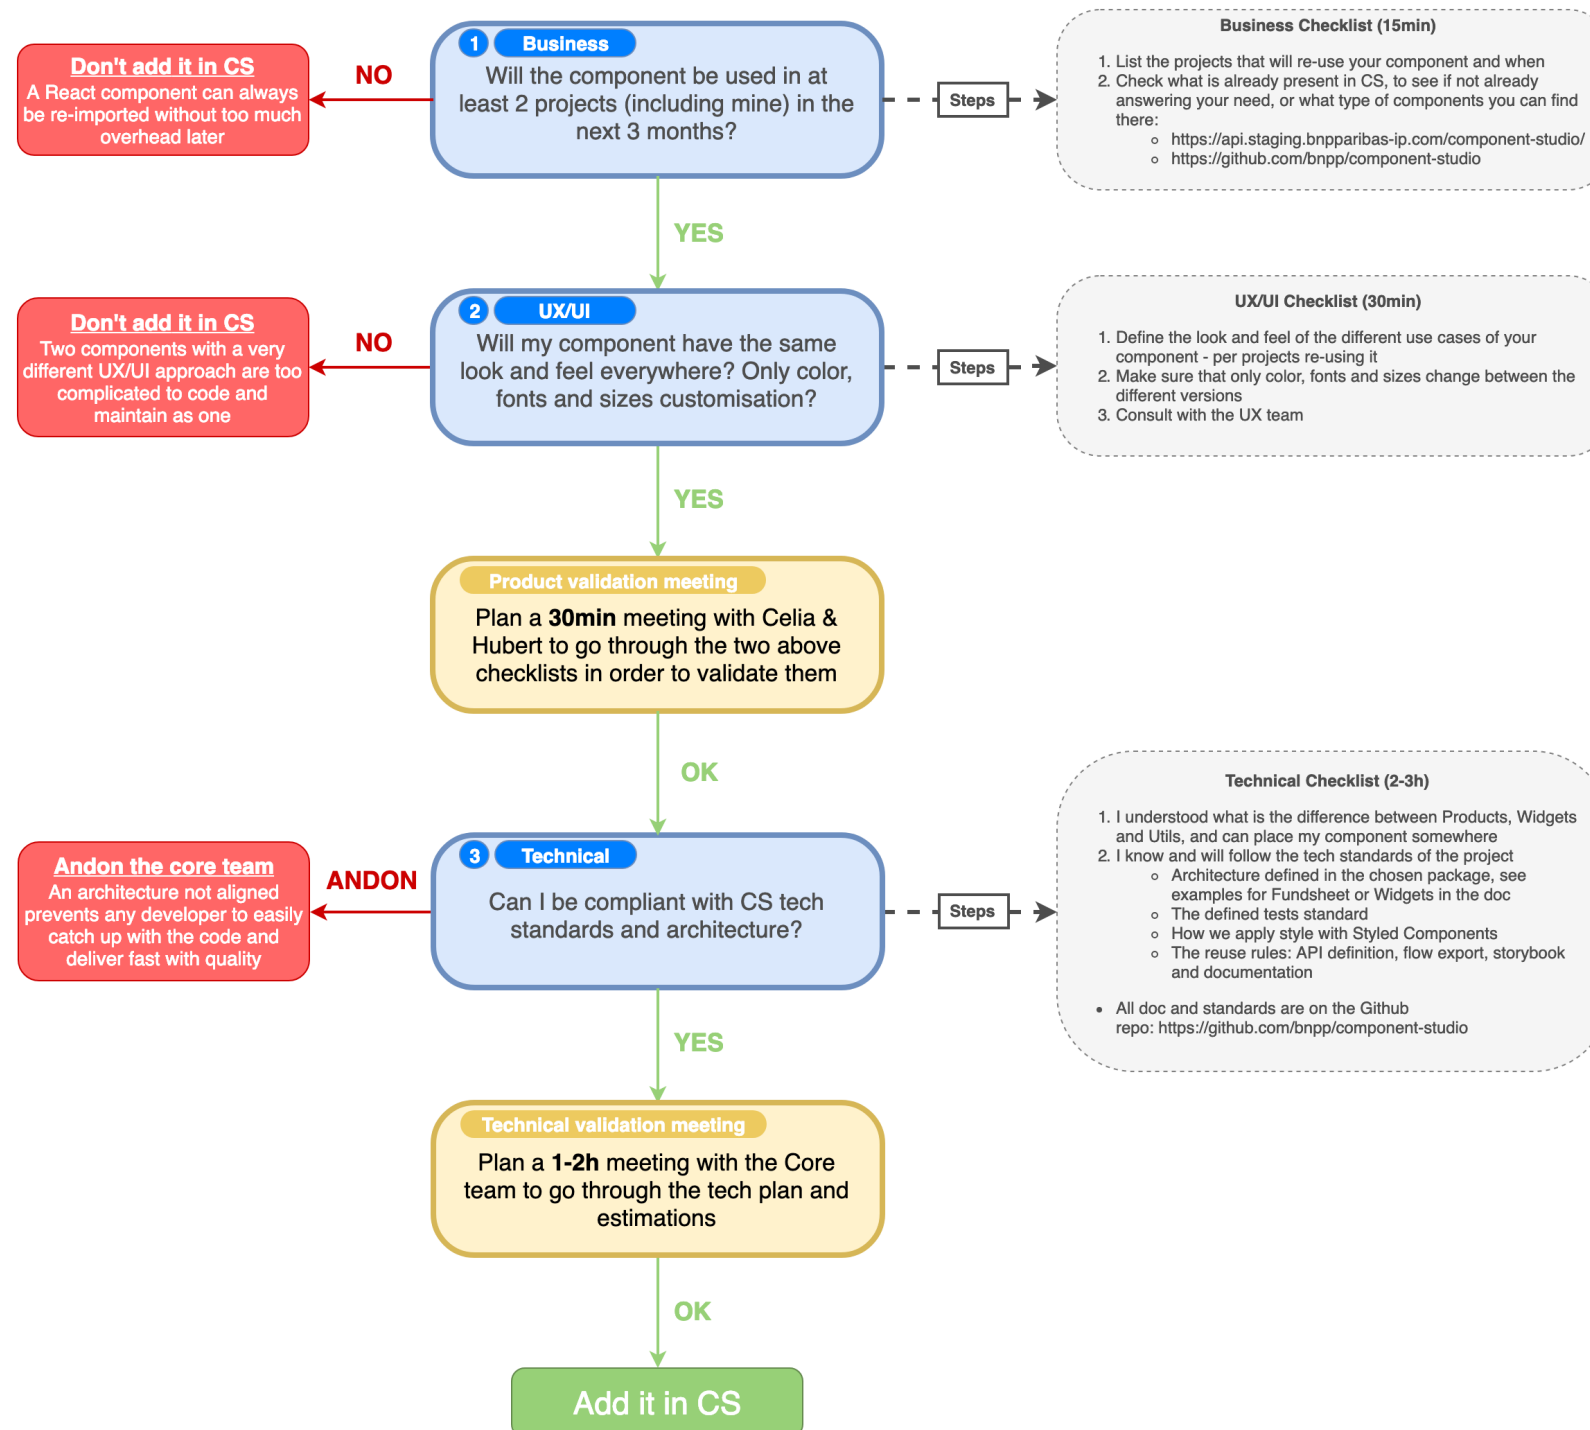 1 Business
Will the component be used in at
least 2 projects (including mine) in the
next 3 months?
NO
Don't add it in CS
A React component can always
be re-imported without too much
overhead later
Steps
Business Checklist (15min)
1. List the projects that will re-use your component and when
2. Check what is already present in CS, to see if not already
answering your need, or what type of components you can find
there:
◦ https://api.staging.bnpparibas-ip.com/component-studio/
◦ https://github.com/bnpp/component-studio
YES
2 UX/UI
Will my component have the same
look and feel everywhere? Only color,
fonts and sizes customisation?
NO
Don't add it in CS
Two components with a very
different UX/UI approach are too
complicated to code and
maintain as one
Steps
UX/UI Checklist (30min)
1. Define the look and feel of the different use cases of your
component - per projects re-using it
2. Make sure that only color, fonts and sizes change between the
different versions
3. Consult with the UX team
YES
Product validation meeting
Plan a 30min meeting with Celia &
Hubert to go through the two above
checklists in order to validate them
OK
3 Technical
Can I be compliant with CS tech
standards and architecture?
ANDON
Andon the core team
An architecture not aligned
prevents any developer to easily
catch up with the code and
deliver fast with quality
Steps
Technical Checklist (2-3h)
1. I understood what is the difference between Products, Widgets
and Utils, and can place my component somewhere
2. I know and will follow the tech standards of the project
◦ Architecture defined in the chosen package, see
examples for Fundsheet or Widgets in the doc
◦ The defined tests standard
◦ How we apply style with Styled Components
◦ The reuse rules: API definition, flow export, storybook
and documentation
• All doc and standards are on the Github
repo: https://github.com/bnpp/component-studio
YES
Technical validation meeting
Plan a 1-2h meeting with the Core
team to go through the tech plan and
estimations
OK
Add it in CS